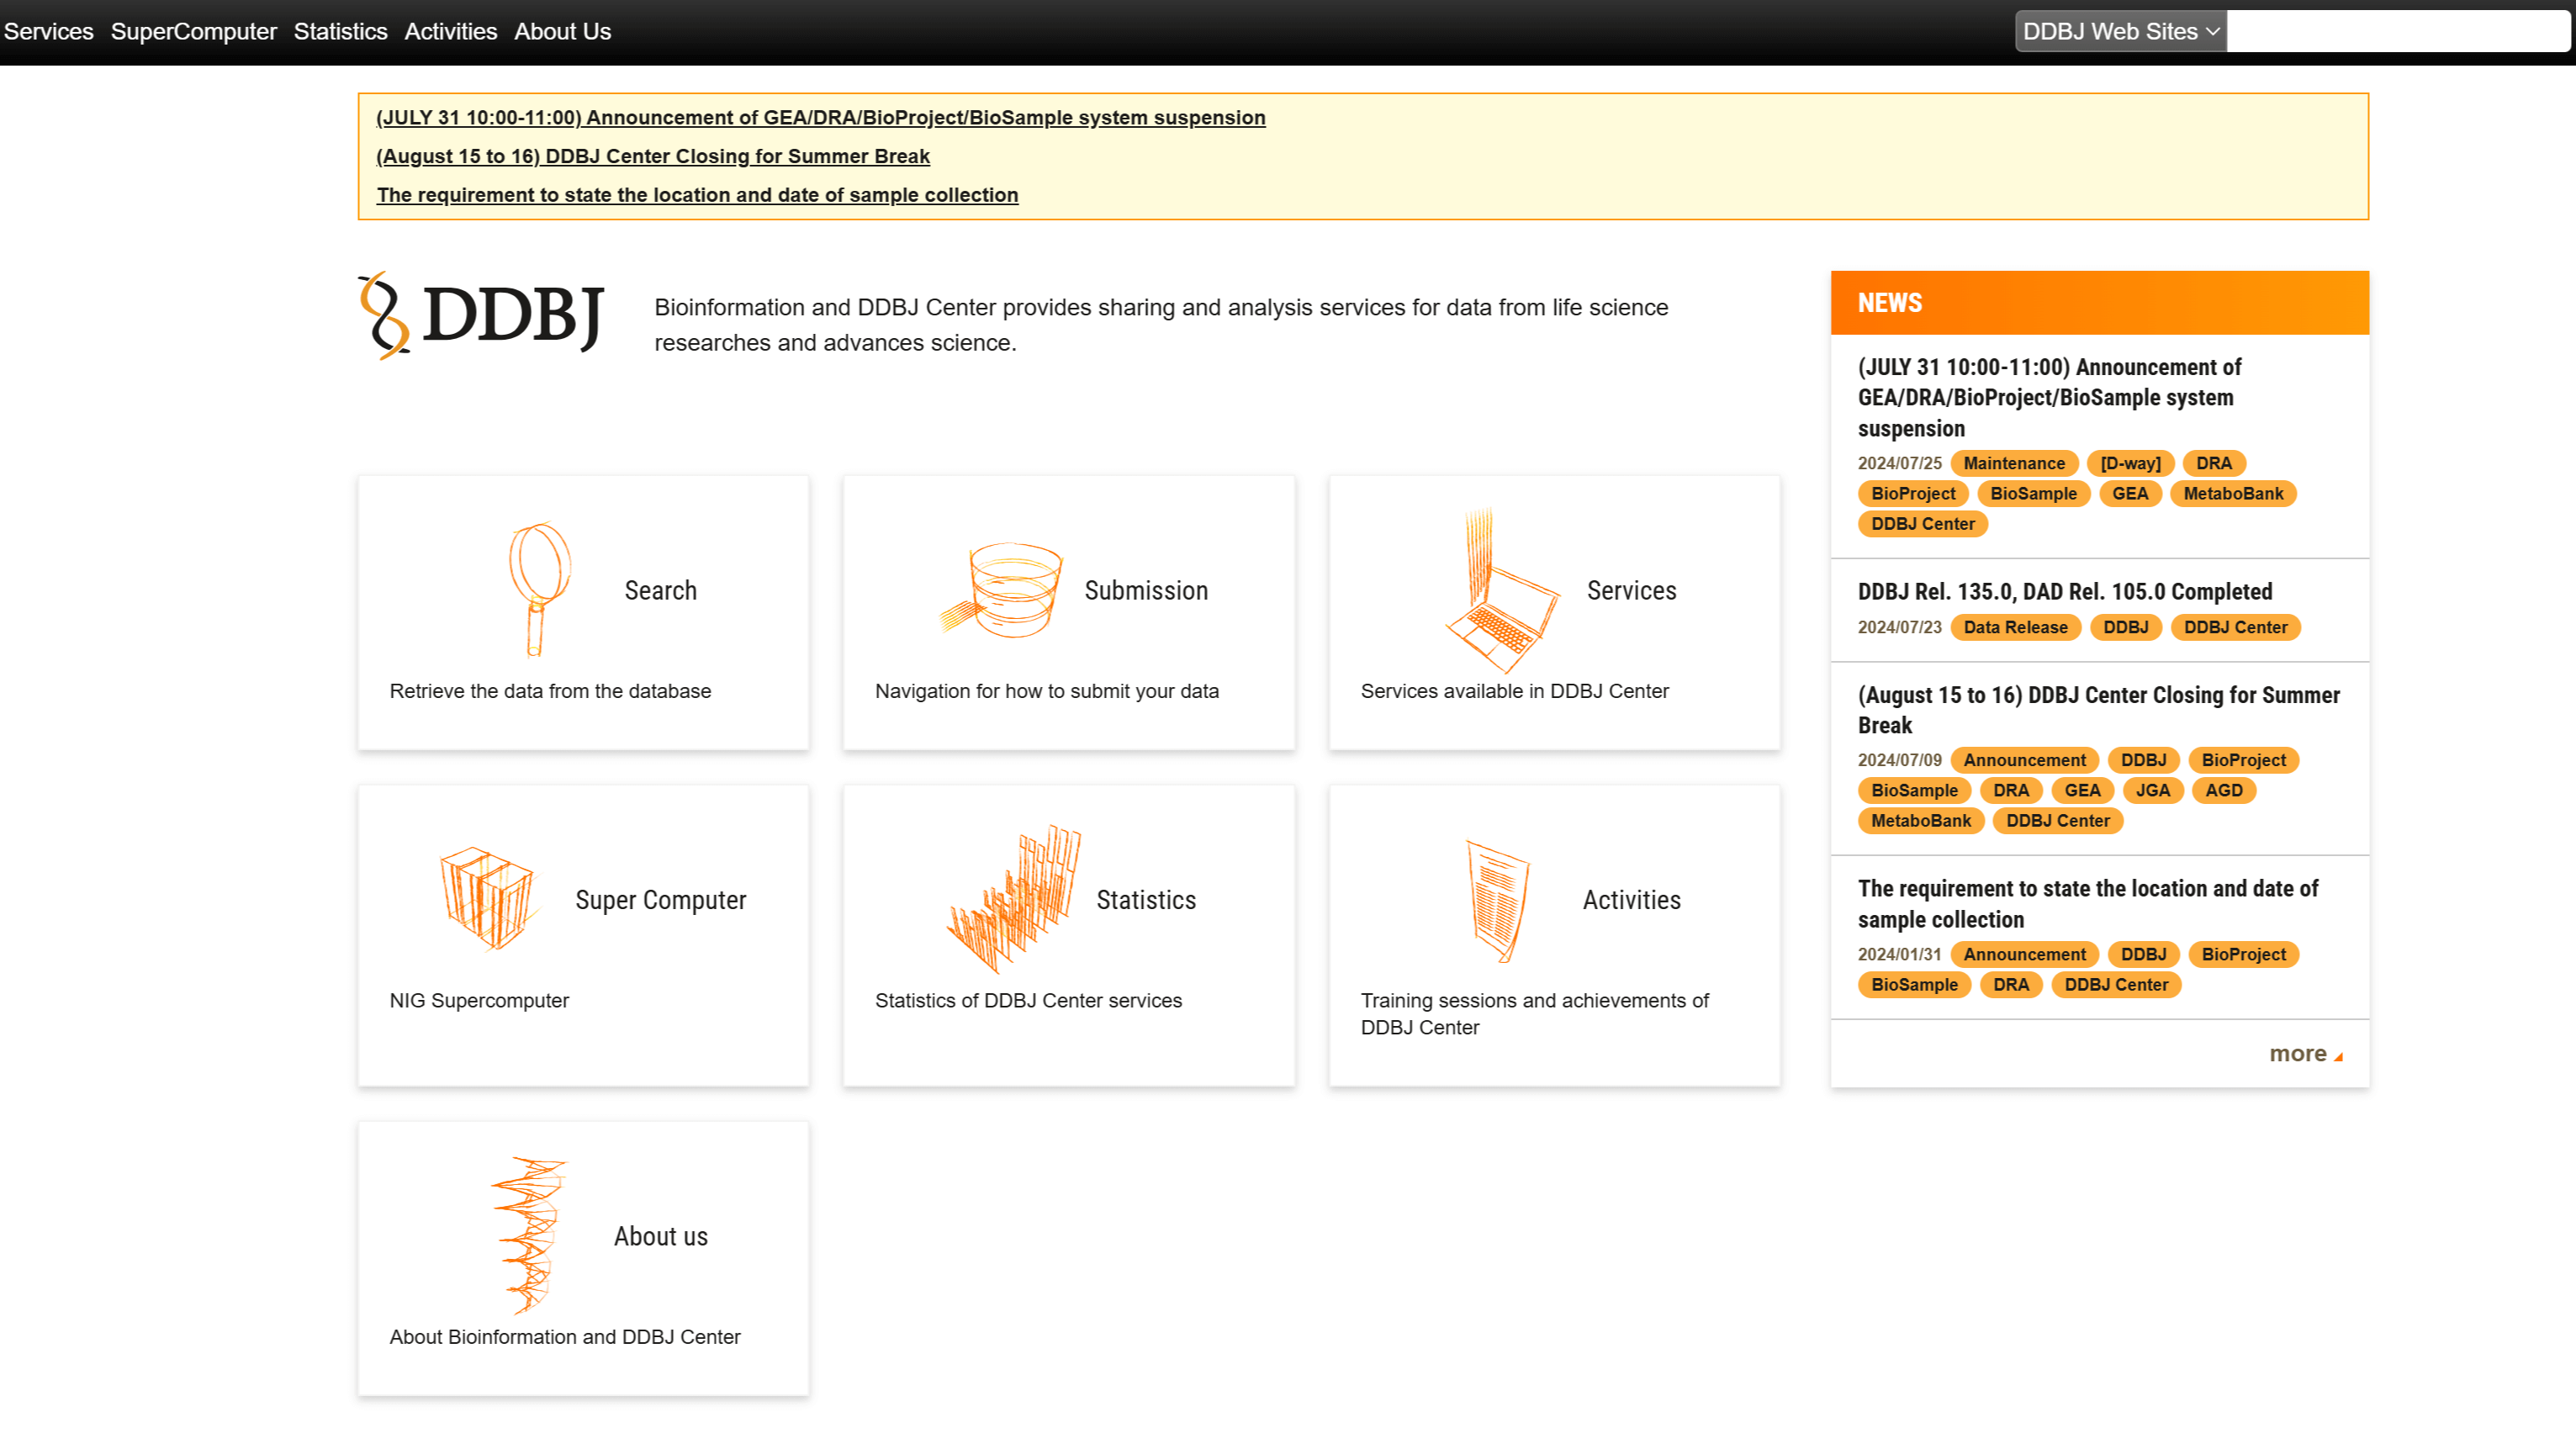 Services SuperComputer Statistics Activities About Us DDBJ Web Sites
(JULY 31 10:00-11:00) Announcement of GEA/DRA/BioProject/BioSample system suspension
(August 15 to 16) DDBJ Center Closing for Summer Break
The requirement to state the location and date of sample collection
DDBJ
Bioinformation and DDBJ Center provides sharing and analysis services for data from life science
researches and advances science.
Search
Retrieve the data from the database
Submission
Navigation for how to submit your data
Services
Services available in DDBJ Center
Super Computer
NIG Supercomputer
Statistics
Statistics of DDBJ Center services
Activities
Training sessions and achievements of
DDBJ Center
About us
About Bioinformation and DDBJ Center
NEWS
(JULY 31 10:00-11:00) Announcement of
GEA/DRA/BioProject/BioSample system
suspension
2024/07/25 Maintenance [D-way] DRA
BioProject BioSample GEA MetaboBank
DDBJ Center
DDBJ Rel. 135.0, DAD Rel. 105.0 Completed
2024/07/23 Data Release DDBJ DDBJ Center
(August 15 to 16) DDBJ Center Closing for Summer
Break
2024/07/09 Announcement DDBJ BioProject
BioSample DRA GEA JGA AGD
MetaboBank DDBJ Center
The requirement to state the location and date of
sample collection
2024/01/31 Announcement DDBJ BioProject
BioSample DRA DDBJ Center
more